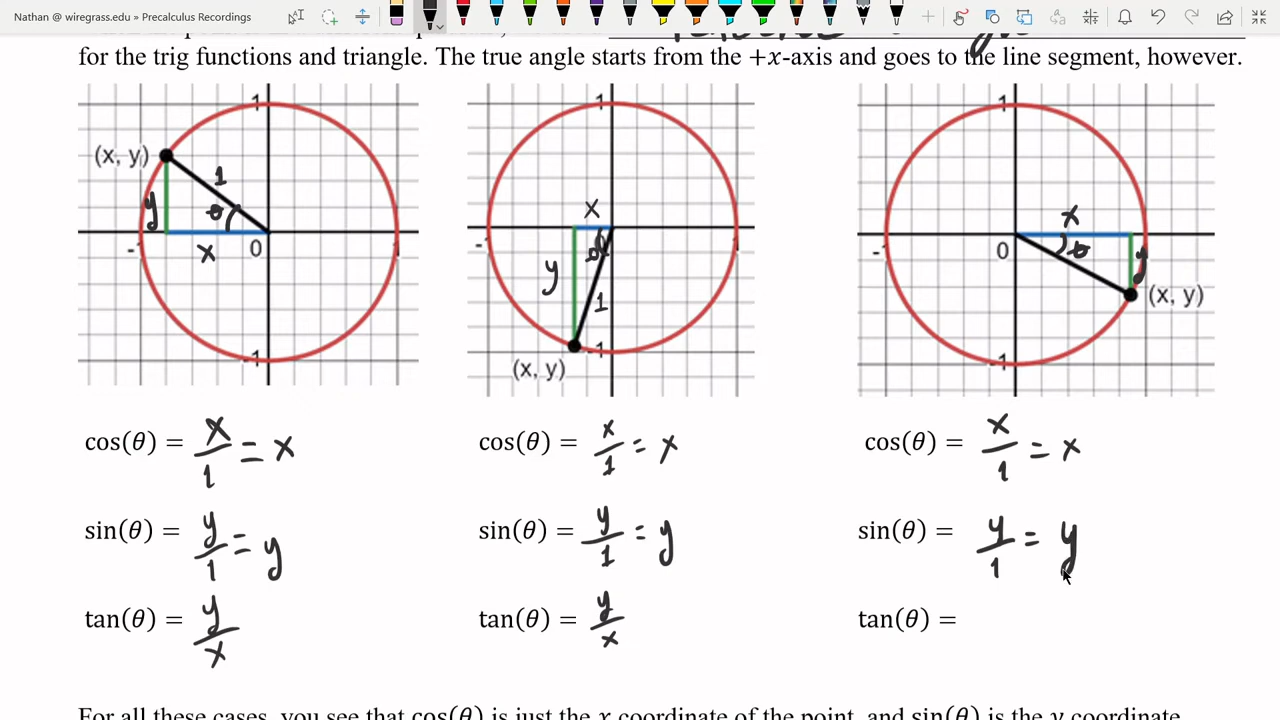 Nathan @ wiregrass.edu » Precalculus Recordings
for the trig functions and triangle. The true angle starts from the +x-axis and goes to the line segment, however.
1
(x, y)
1
y
θ
x
0
-1
1
-1
1
x
θ
y
1
-1
-1
(x, y)
1
x
0
θ
y
-1
1
(x, y)
-1
cos(θ) = x/1 = x
sin(θ) = y/1 = y
tan(θ) = y/x
cos(θ) = x/1 = x
sin(θ) = y/1 = y
tan(θ) = y/x
cos(θ) = x/1 = x
sin(θ) = y/1 = y
tan(θ) =
For all these cases, you see that cos(θ) is just the x coordinate of the point, and sin(θ) is the y coordinate